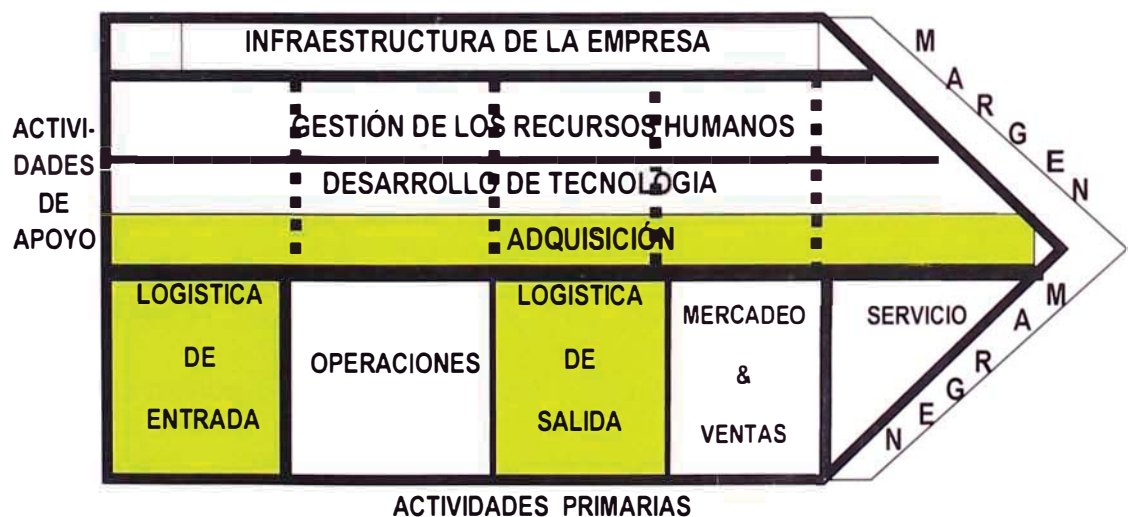 INFRAESTRUCTURA DE LA EMPRESA
GESTIÓN DE LOS RECURSOS HUMANOS
DESARROLLO DE TECNOLOGIA
ADQUISICIÓN
ACTIVI-
DADES
DE
APOYO
LOGISTICA
DE
ENTRADA
OPERACIONES
LOGISTICA
DE
SALIDA
MERCADEO
&
VENTAS
SERVICIO
MARGEN
MARGEN
ACTIVIDADES PRIMARIAS